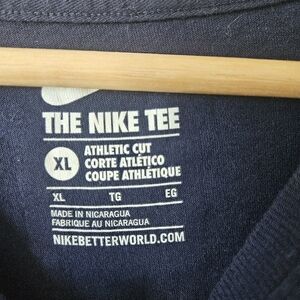 THE NIKE TEE
XL
ATHLETIC CUT
CORTE ATLÉTICO
COUPE ATHLÉTIQUE
XL TG EG
MADE IN NICARAGUA
FABRIQUE AU NICARAGUA
NIKEBETTERWORLD.COM